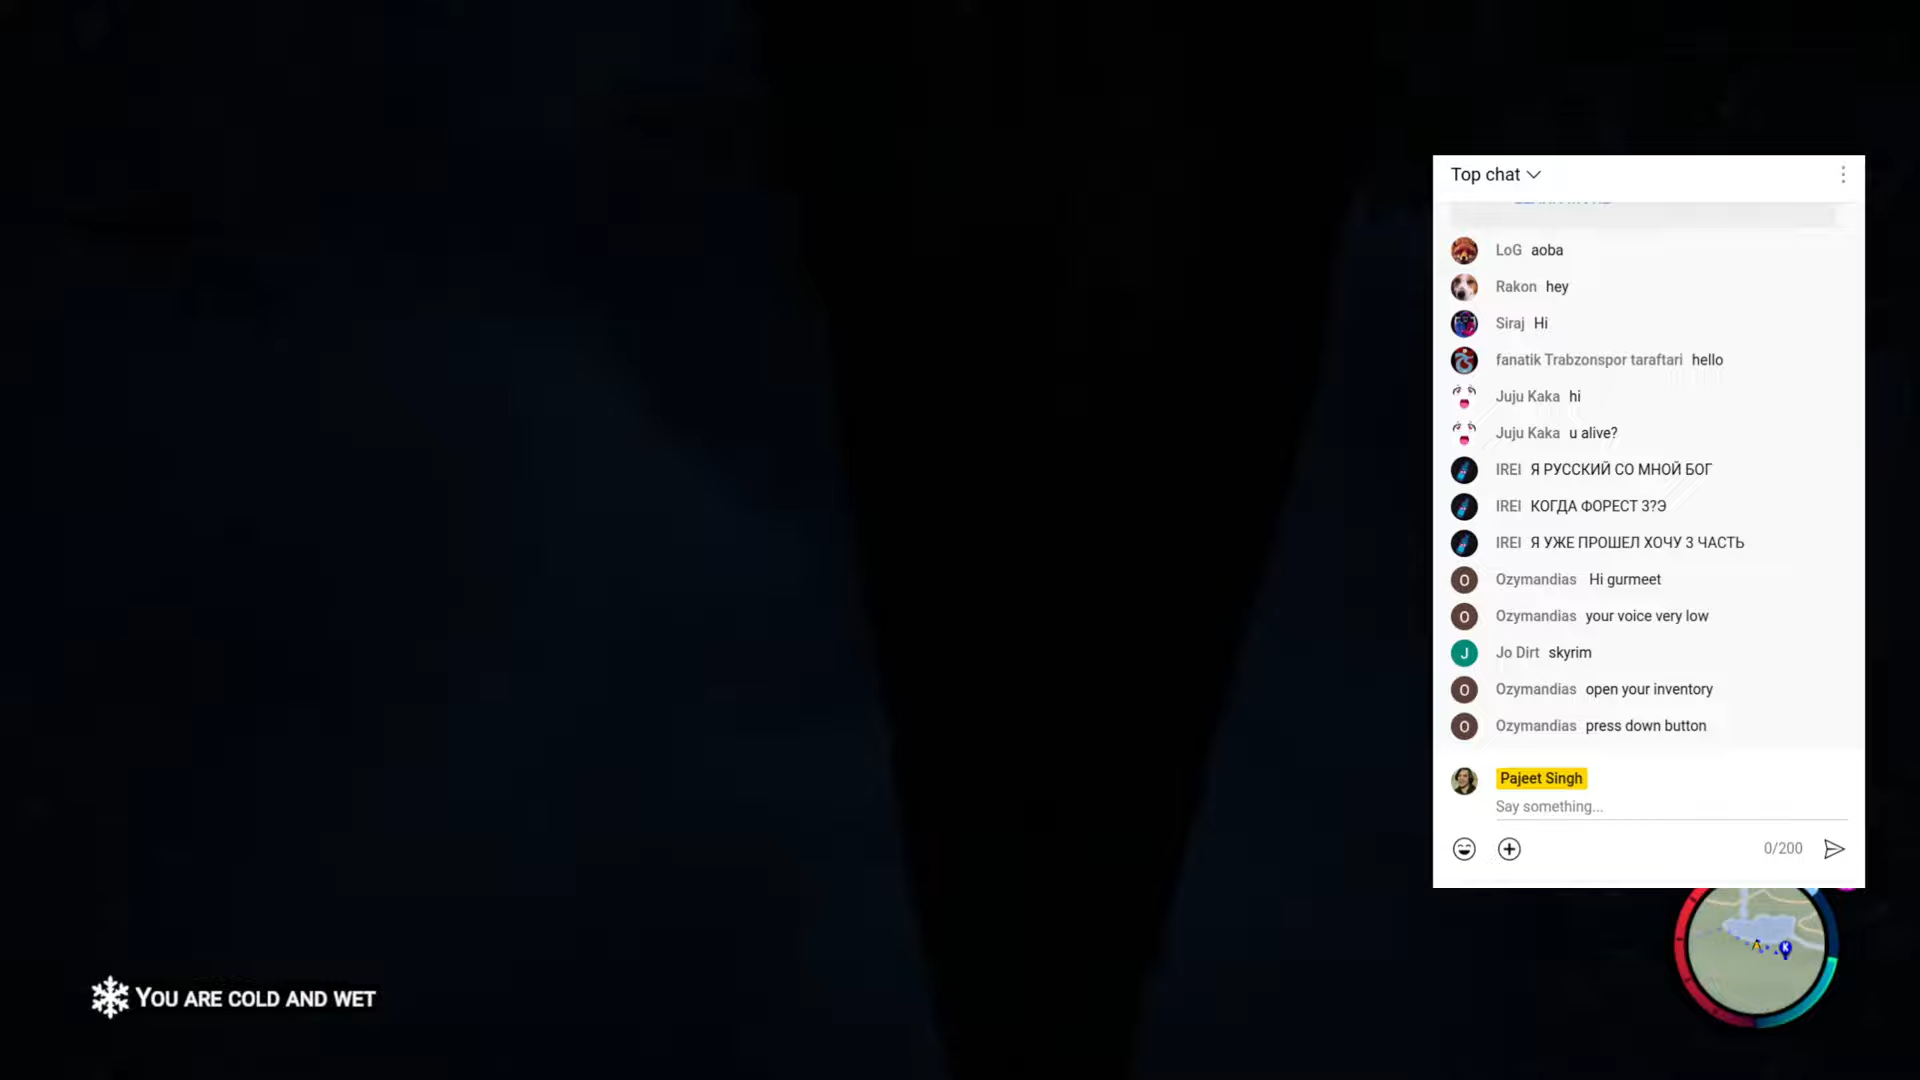 Top chat
LoG aoba
Rakon hey
Siraj Hi
fanatik Trabzonspor taraftari hello
Juju Kaka hi
Juju Kaka u alive?
IREI Я РУССКИЙ СО МНОЙ БОГ
IREI КОГДА ФОРЕСТ 3?Э
IREI Я УЖЕ ПРОШЕЛ ХОЧУ 3 ЧАСТЬ
O Ozymandias Hi gurmeet
O Ozymandias your voice very low
J Jo Dirt skyrim
O Ozymandias open your inventory
O Ozymandias press down button
Pajeet Singh
Say something...
0/200
K
YOU ARE COLD AND WET